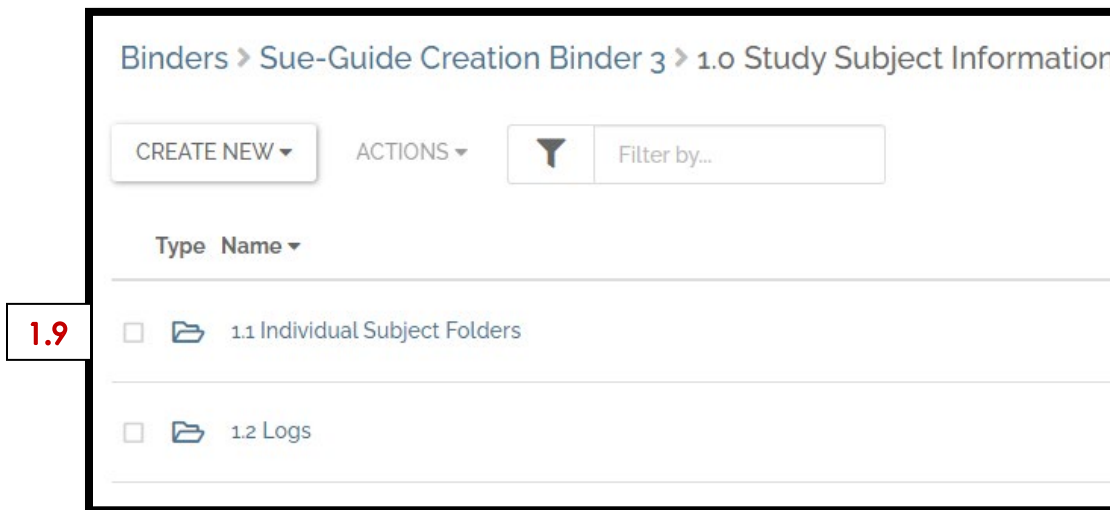 Binders > Sue-Guide Creation Binder 3 > 1.0 Study Subject Information
CREATE NEW ACTIONS Filter by...
Type Name
1.9
1.1 Individual Subject Folders
1.2 Logs